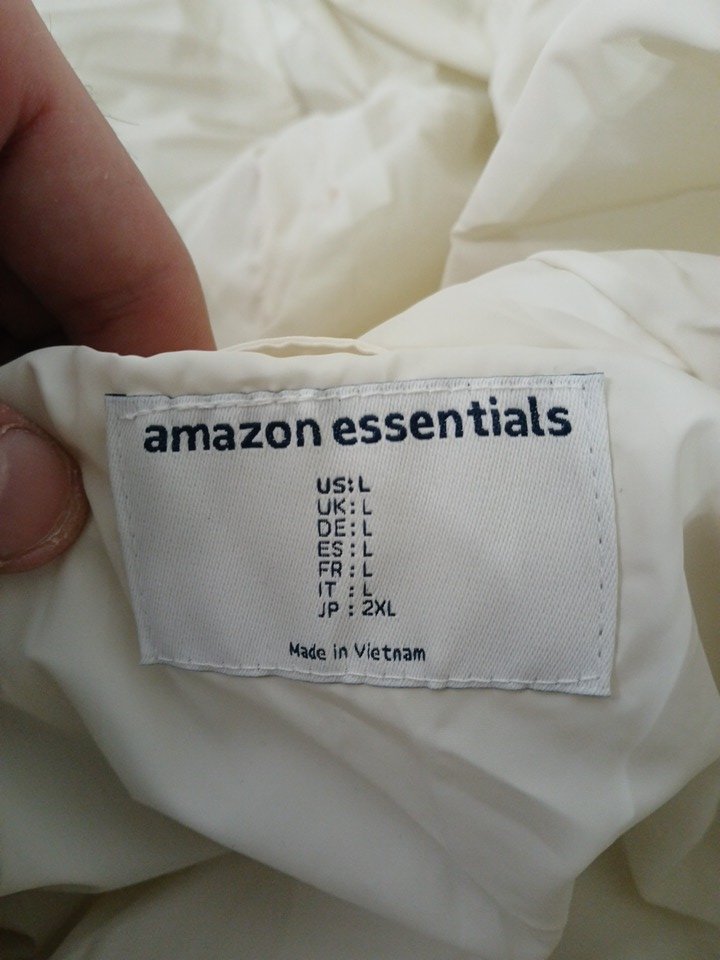 amazon essentials
US: L
UK: L
DE: L
ES: L
FR: L
IT : L
JP : 2XL
Made in Vietnam